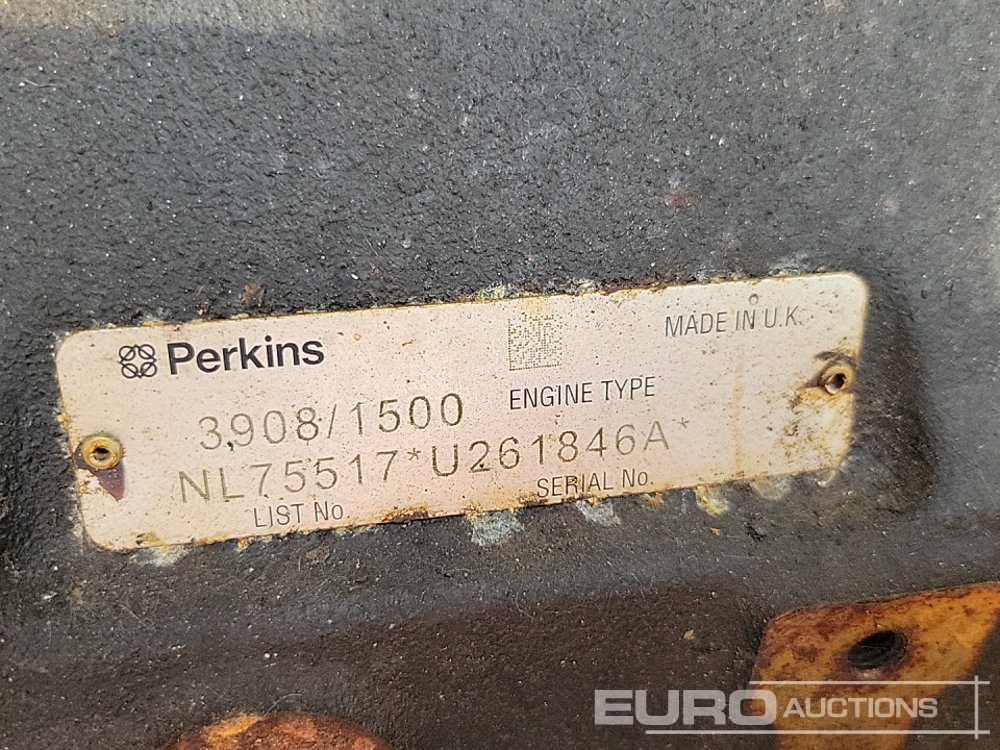 Perkins
MADE IN U.K.
3,908/1500 ENGINE TYPE
NL75517*U261846A*
LIST No. SERIAL No.
EURO AUCTIONS